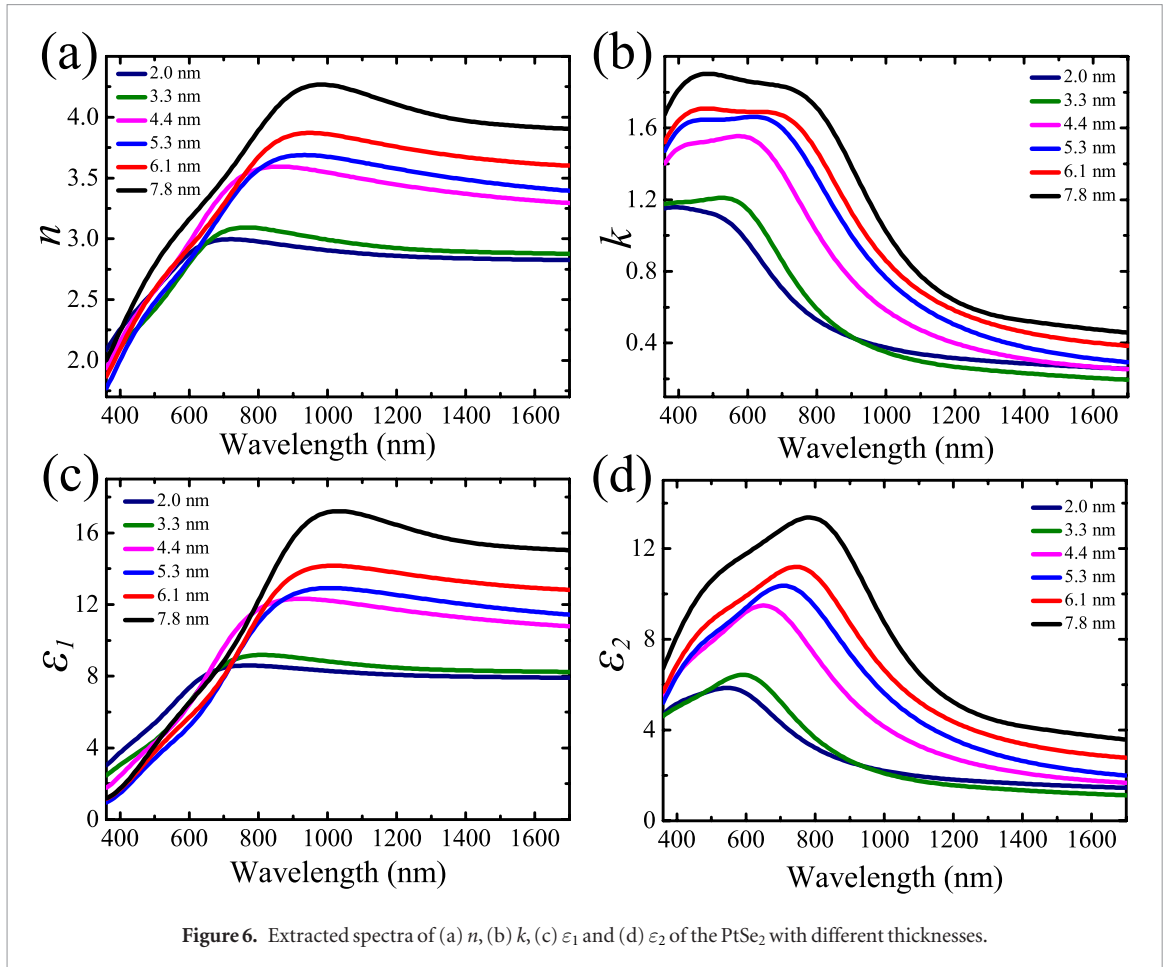 (a)
2.0 nm
3.3 nm
4.4 nm
5.3 nm
6.1 nm
7.8 nm
4.0
3.5
3.0
2.5
2.0
n
400 600 800 1000 1200 1400 1600
Wavelength (nm)
(b)
2.0 nm
3.3 nm
4.4 nm
5.3 nm
6.1 nm
7.8 nm
1.6
1.2
0.8
0.4
k
400 600 800 1000 1200 1400 1600
Wavelength (nm)
(c)
2.0 nm
3.3 nm
4.4 nm
5.3 nm
6.1 nm
7.8 nm
16
12
8
4
0
ε1
400 600 800 1000 1200 1400 1600
Wavelength (nm)
(d)
2.0 nm
3.3 nm
4.4 nm
5.3 nm
6.1 nm
7.8 nm
12
8
4
0
ε2
400 600 800 1000 1200 1400 1600
Wavelength (nm)
Figure 6. Extracted spectra of (a) n, (b) k, (c) ε1 and (d) ε2 of the PtSe2 with different thicknesses.